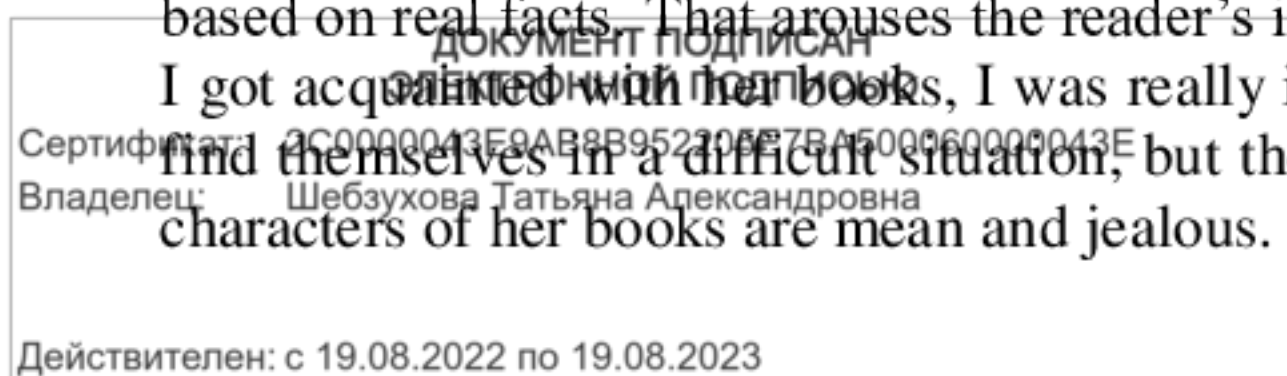 based on real facts. That arouses the reader’s
ДОКУМЕНТ ПОДПИСАН
ЭЛЕКТРОННОЙ ПОДПИСЬЮ
I got acquainted with her books, I was really
Сертификат:
find themselves in a difficult situation, but
Владелец: Шебзухова Татьяна Александровна
characters of her books are mean and jealous.
Действителен: с 19.08.2022 по 19.08.2023